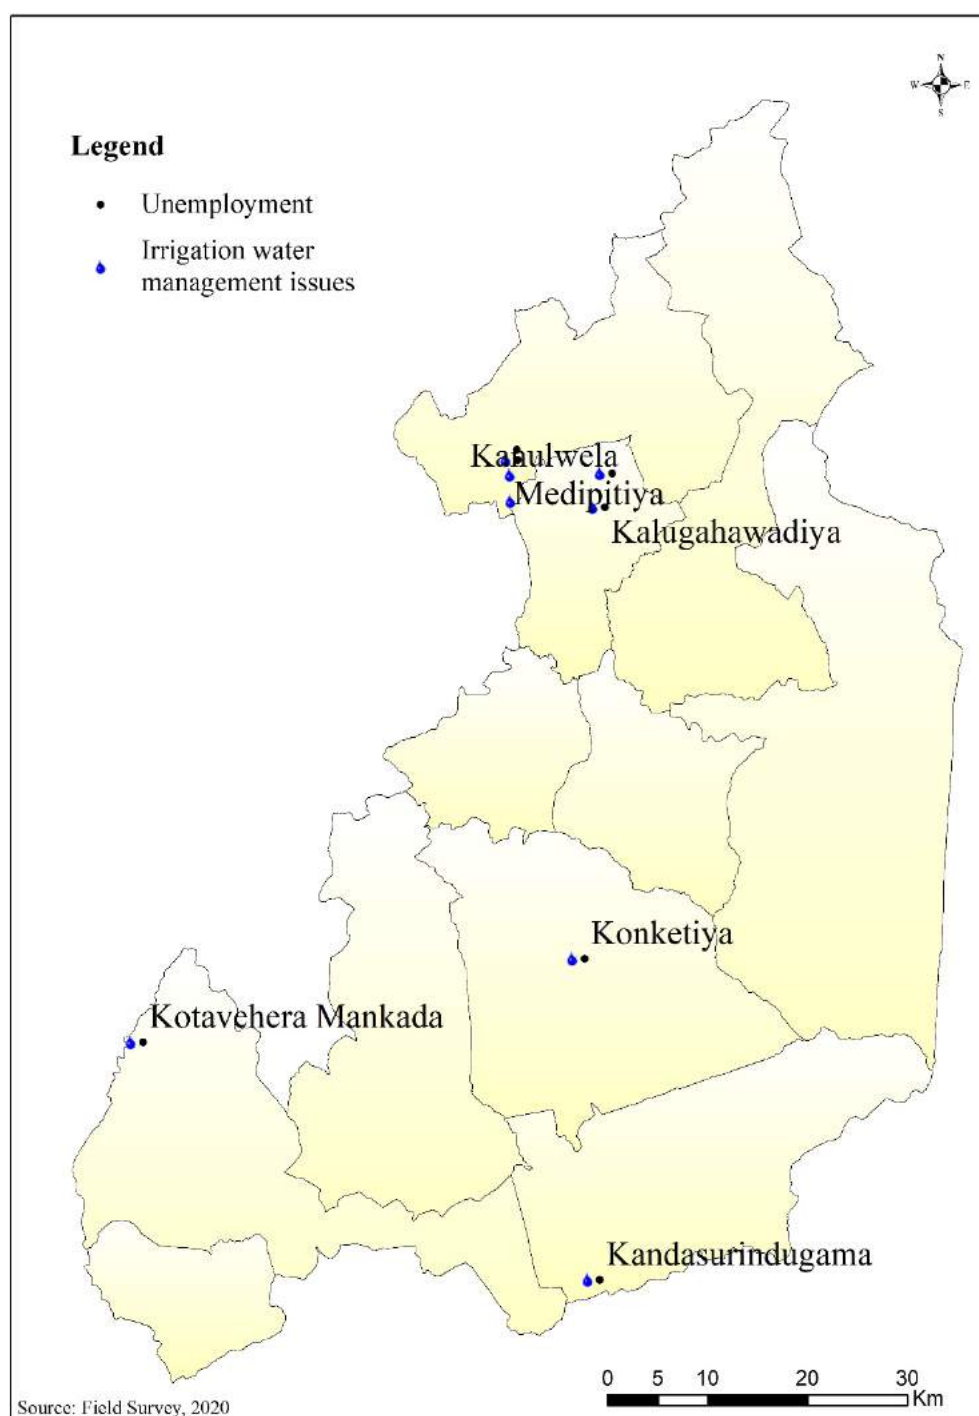 N
W E
S
Legend
Unemployment
Irrigation water
management issues
Kahulwela
Medipitiya
Kalugahawadiya
Konketiya
Kotavehera Mankada
Kandasurindugama
0 5 10 20 30
Km
Source: Field Survey, 2020